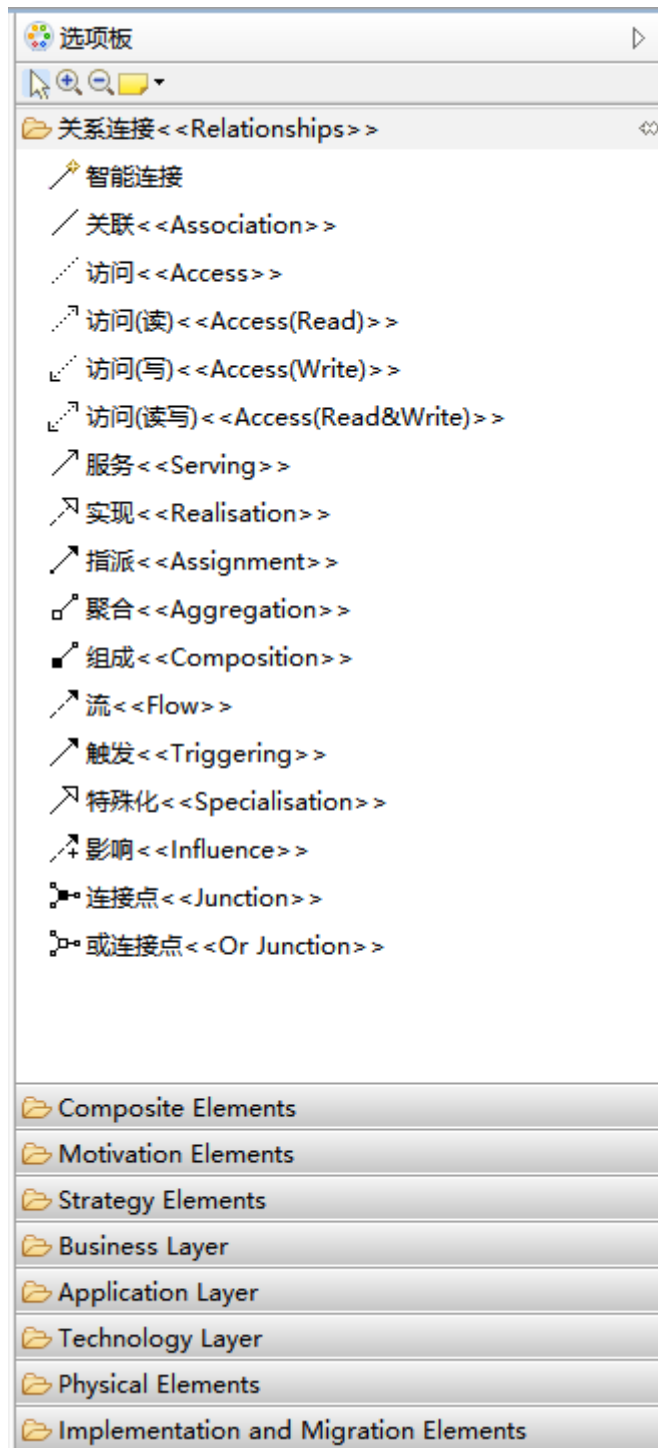 选项板
关系连接<<Relationships>>
智能连接
关联<<Association>>
访问<<Access>>
访问(读)<<Access(Read)>>
访问(写)<<Access(Write)>>
访问(读写)<<Access(Read&Write)>>
服务<<Serving>>
实现<<Realisation>>
指派<<Assignment>>
聚合<<Aggregation>>
组成<<Composition>>
流<<Flow>>
触发<<Triggering>>
特殊化<<Specialisation>>
影响<<Influence>>
连接点<<Junction>>
或连接点<<Or Junction>>
Composite Elements
Motivation Elements
Strategy Elements
Business Layer
Application Layer
Technology Layer
Physical Elements
Implementation and Migration Elements